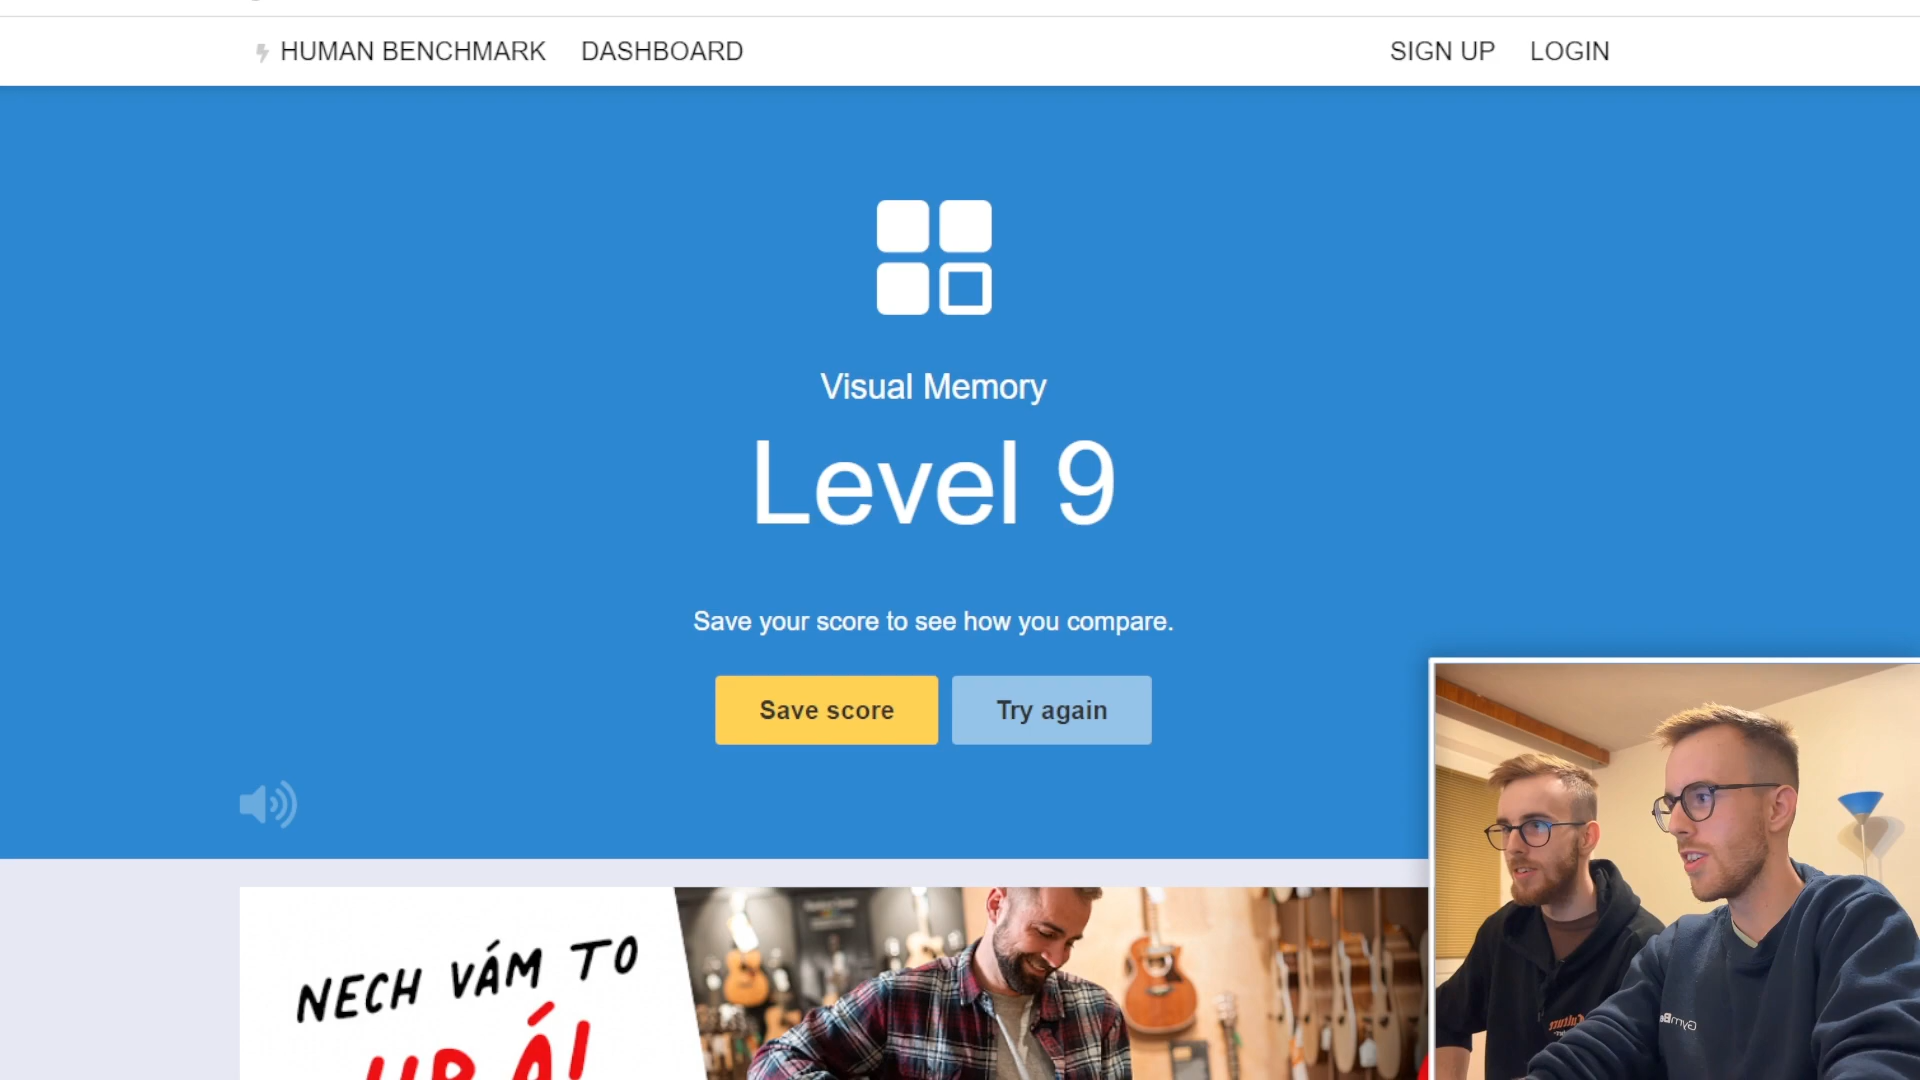 HUMAN BENCHMARK DASHBOARD SIGN UP LOGIN
Visual Memory
Level 9
Save your score to see how you compare.
Save score Try again
NECH VÁM TO